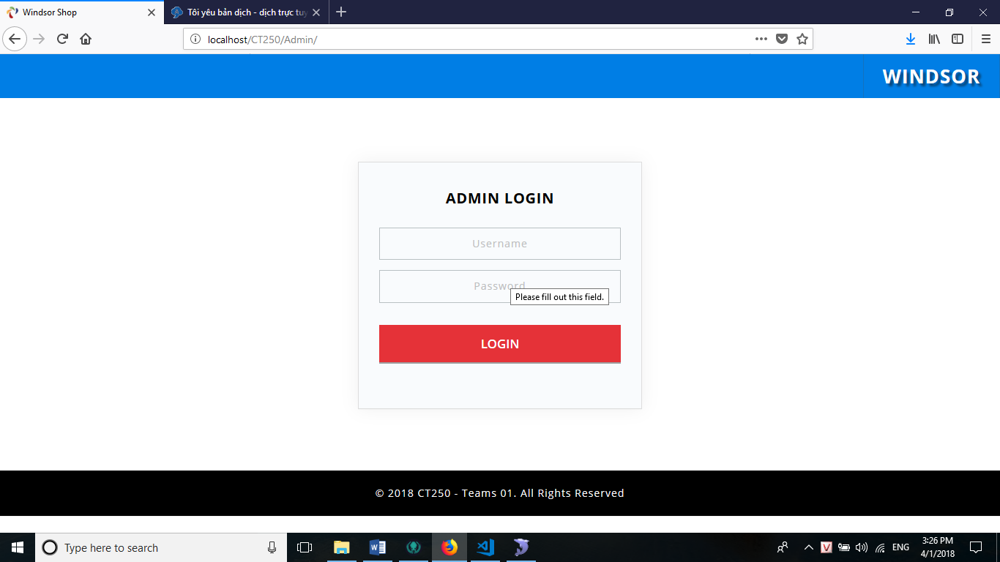 Windsor Shop
Tôi yêu bản dịch - dịch trực tuy
localhost/CT250/Admin/
WINDSOR
ADMIN LOGIN
Username
Password
Please fill out this field.
LOGIN
© 2018 CT250 - Teams 01. All Rights Reserved
Type here to search
ENG
3:26 PM
4/1/2018